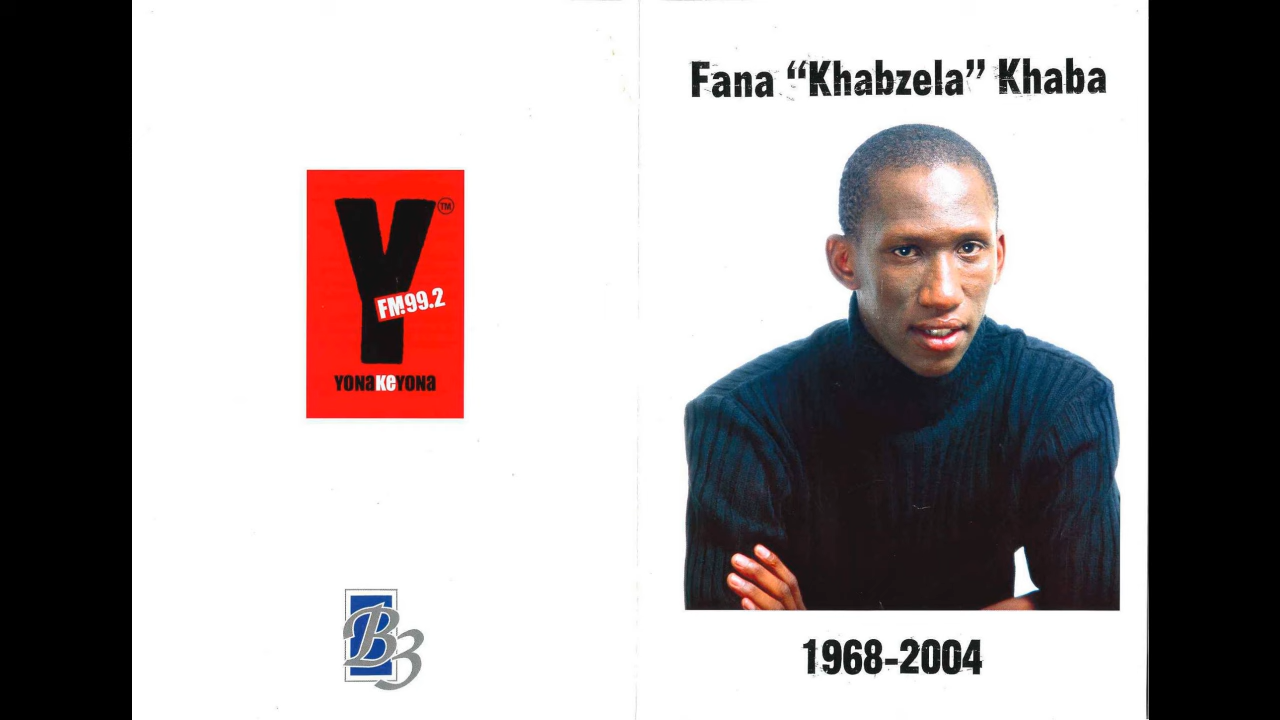 Y
TM
FM99.2
YONAKEYONA
B3
Fana “Khabzela” Khaba
1968-2004